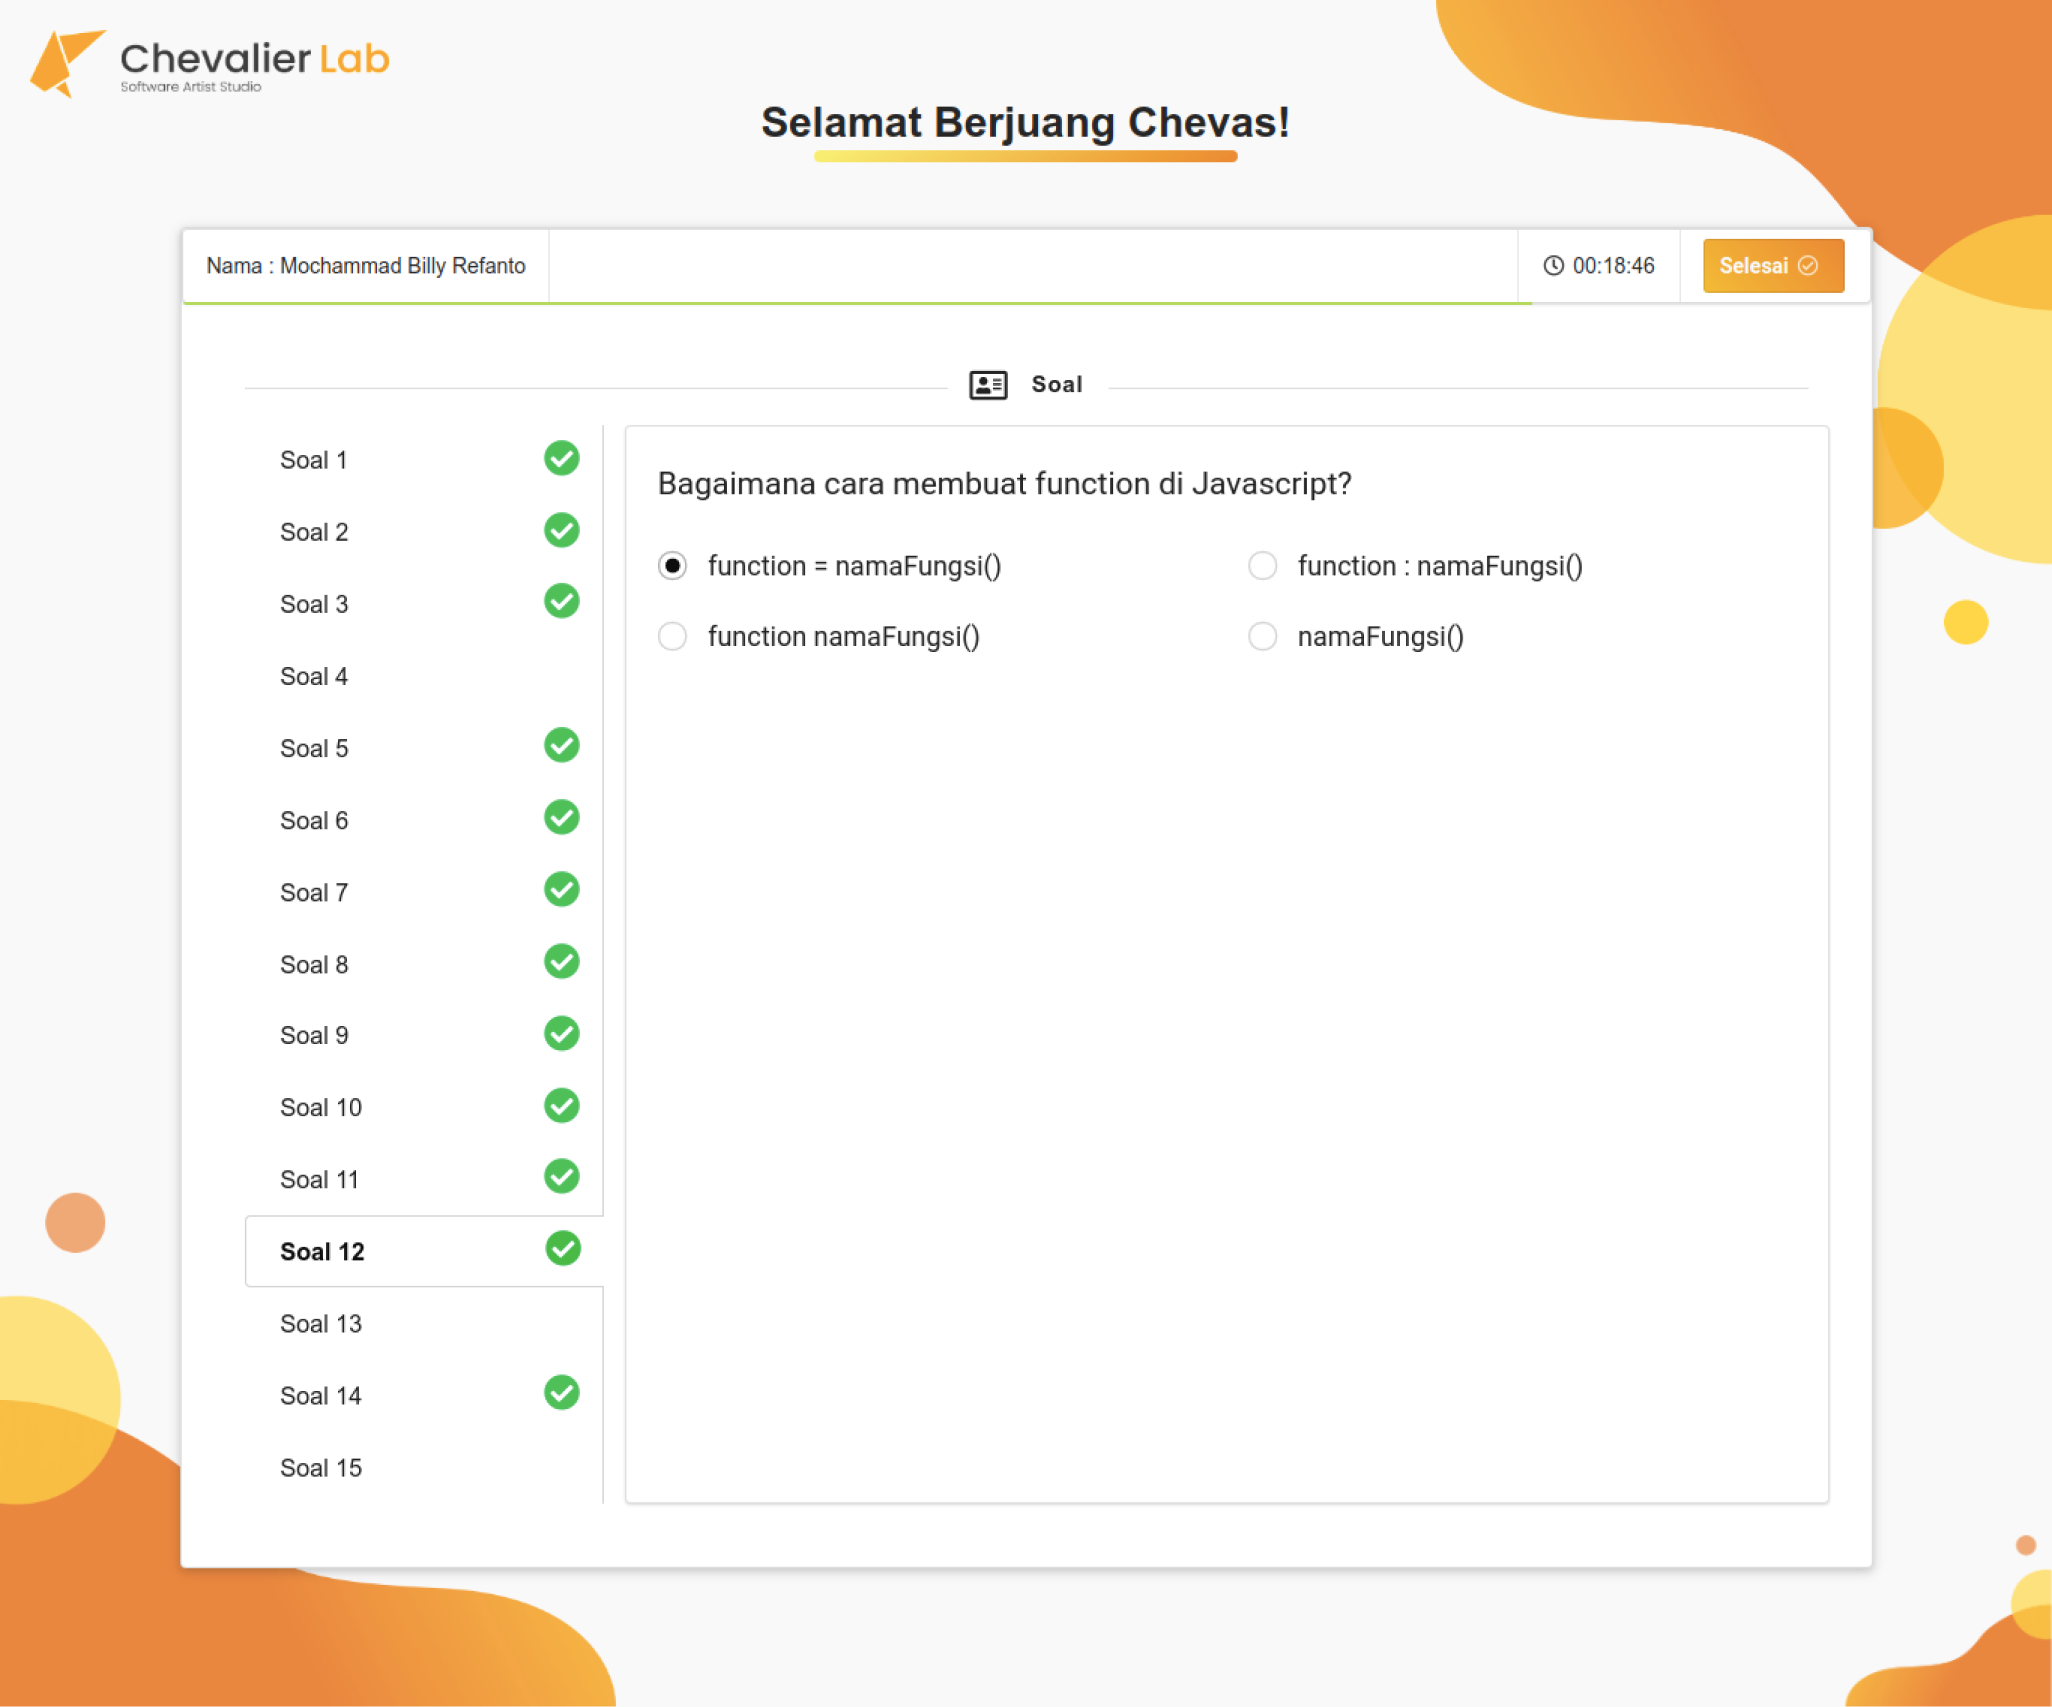 Chevalier Lab
Software Artist Studio
Selamat Berjuang Chevas!
Nama : Mochammad Billy Refanto
00:18:46
Selesai
Soal
Soal 1
Soal 2
Soal 3
Soal 4
Soal 5
Soal 6
Soal 7
Soal 8
Soal 9
Soal 10
Soal 11
Soal 12
Soal 13
Soal 14
Soal 15
Bagaimana cara membuat function di Javascript?
function = namaFungsi()
function : namaFungsi()
function namaFungsi()
namaFungsi()